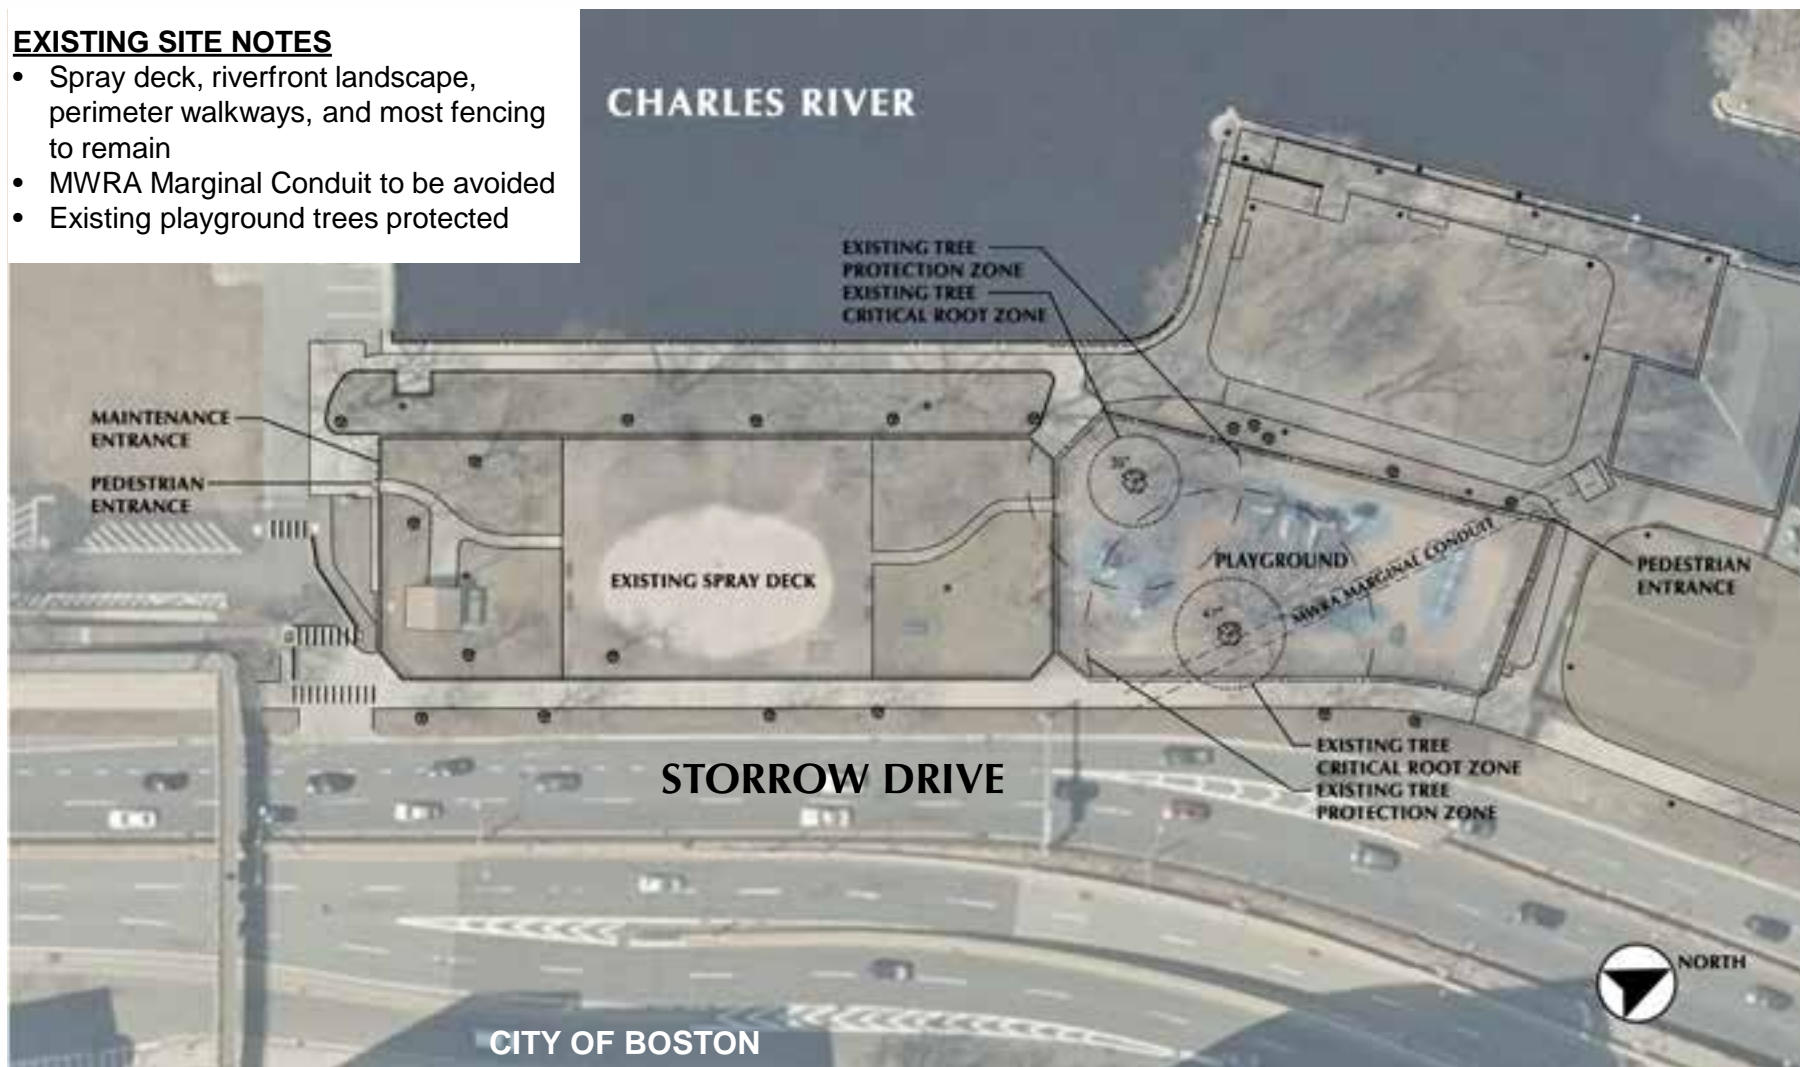 EXISTING SITE NOTES
• Spray deck, riverfront landscape,
perimeter walkways, and most fencing
to remain
• MWRA Marginal Conduit to be avoided
• Existing playground trees protected
CHARLES RIVER
EXISTING TREE
PROTECTION ZONE
EXISTING TREE
CRITICAL ROOT ZONE
MAINTENANCE
ENTRANCE
PEDESTRIAN
ENTRANCE
EXISTING SPRAY DECK
PLAYGROUND
MWRA MARGINAL CONDUIT
PEDESTRIAN
ENTRANCE
EXISTING TREE
CRITICAL ROOT ZONE
EXISTING TREE
PROTECTION ZONE
STORROW DRIVE
NORTH
CITY OF BOSTON